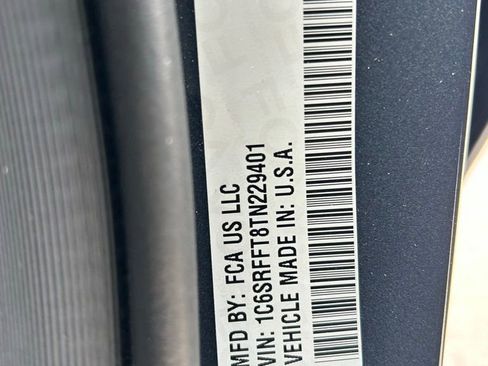 MFD BY: FCA US LLC
VIN: 1C6SRFFT8TN229401
VEHICLE MADE IN: U.S.A.